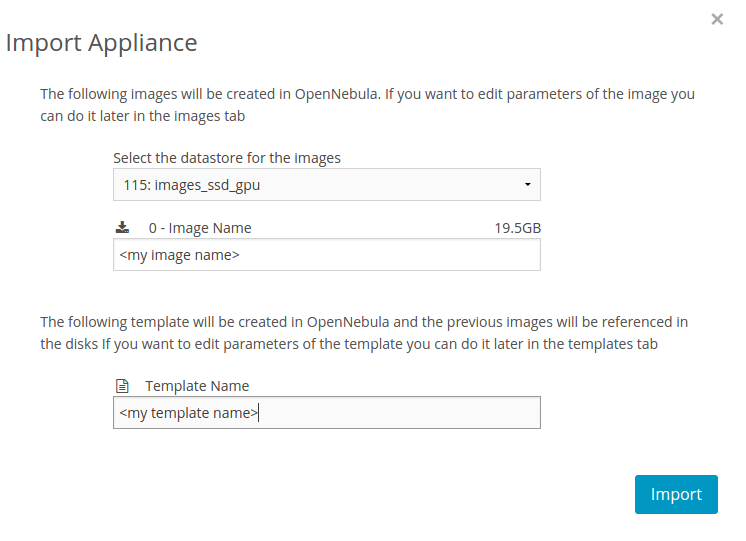 ×
Import Appliance
The following images will be created in OpenNebula. If you want to edit parameters of the image you
can do it later in the images tab
Select the datastore for the images
115: images_ssd_gpu
0 - Image Name 19.5GB
<my image name>
The following template will be created in OpenNebula and the previous images will be referenced in
the disks If you want to edit parameters of the template you can do it later in the templates tab
Template Name
<my template name>
Import